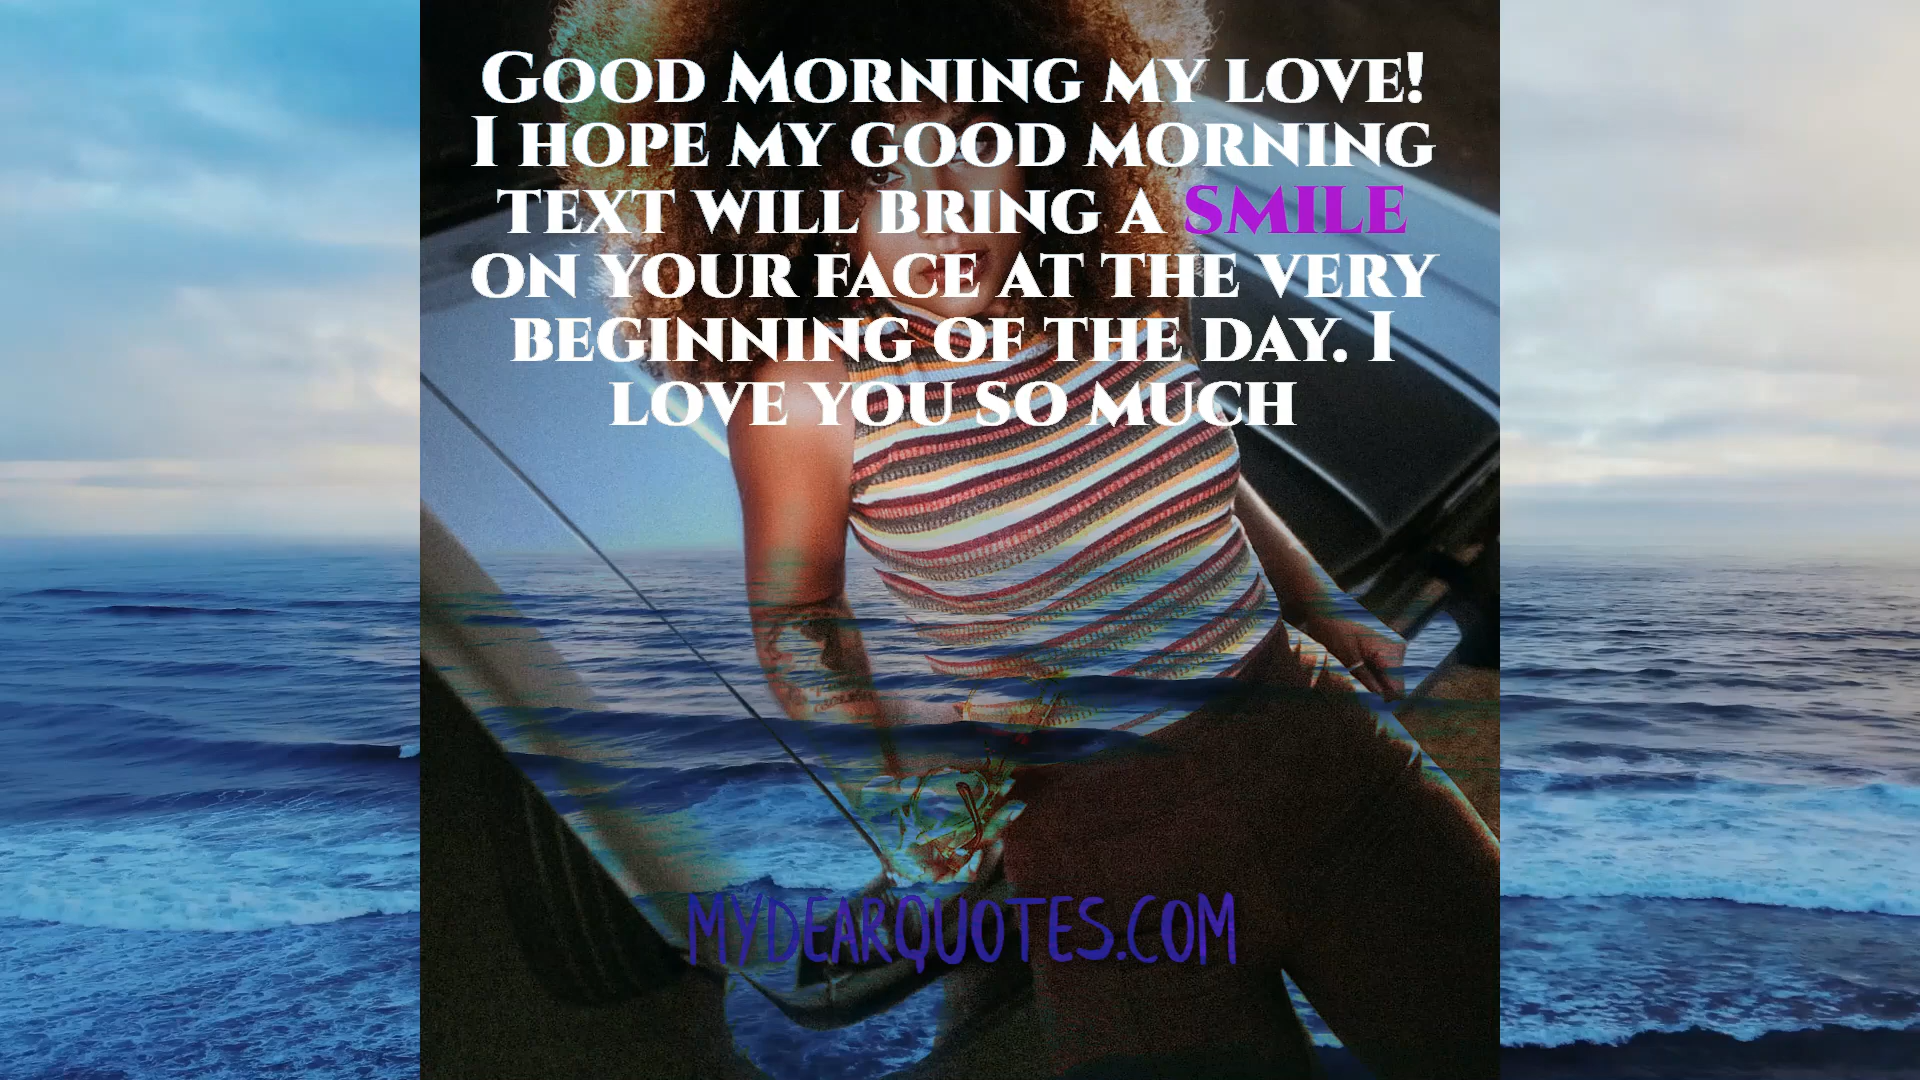 Good Morning my love!
I hope my good morning
text will bring a smile
on your face at the very
beginning of the day. I
love you so much
MYDEARQUOTES.COM